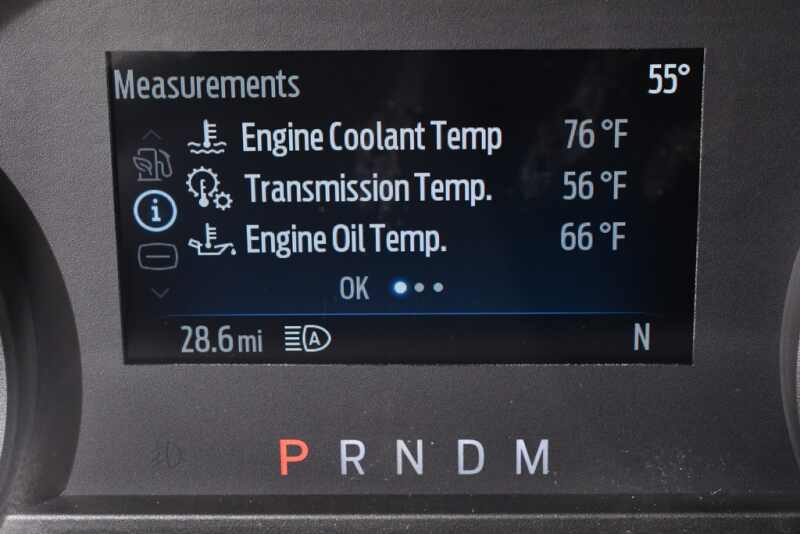 Measurements 55°
Engine Coolant Temp 76 °F
Transmission Temp. 56 °F
Engine Oil Temp. 66 °F
OK
28.6 mi A N
P R N D M